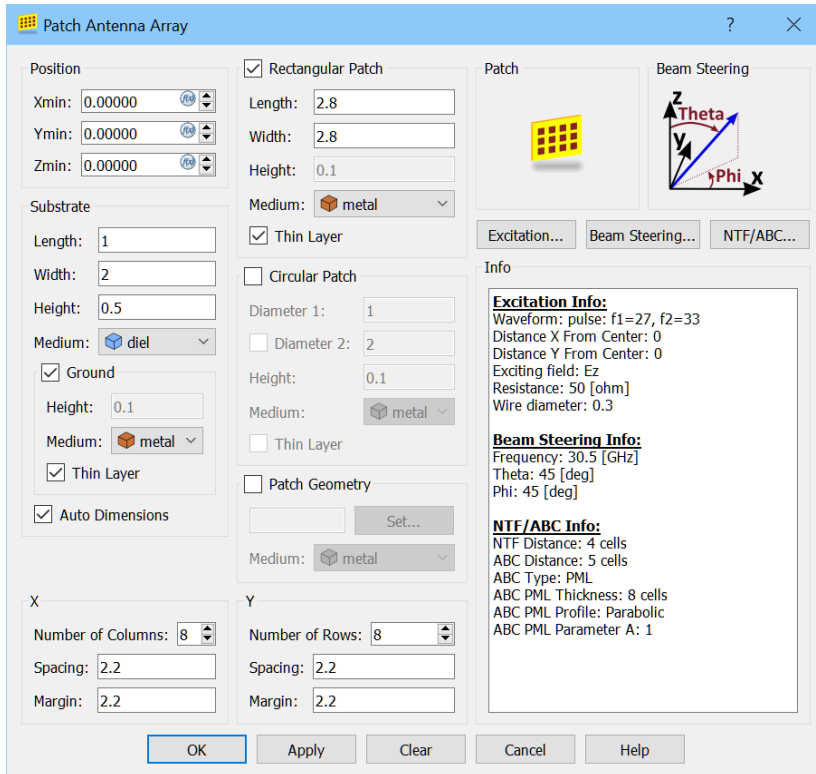 Patch Antenna Array
?
Position
Xmin: 0.00000 f(x)
Ymin: 0.00000 f(x)
Zmin: 0.00000 f(x)
Substrate
Length: 1
Width: 2
Height: 0.5
Medium: diel
Ground
Height: 0.1
Medium: metal
Thin Layer
Auto Dimensions
Rectangular Patch
Length: 2.8
Width: 2.8
Height: 0.1
Medium: metal
Thin Layer
Circular Patch
Diameter 1: 1
Diameter 2: 2
Height: 0.1
Medium: metal
Thin Layer
Patch Geometry
Set...
Medium: metal
Patch
Beam Steering
z
Theta
y
Phi x
Excitation... Beam Steering... NTF/ABC...
Info
Excitation Info:
Waveform: pulse: f1=27, f2=33
Distance X From Center: 0
Distance Y From Center: 0
Exciting field: Ez
Resistance: 50 [ohm]
Wire diameter: 0.3
Beam Steering Info:
Frequency: 30.5 [GHz]
Theta: 45 [deg]
Phi: 45 [deg]
NTF/ABC Info:
NTF Distance: 4 cells
ABC Distance: 5 cells
ABC Type: PML
ABC PML Thickness: 8 cells
ABC PML Profile: Parabolic
ABC PML Parameter A: 1
X
Number of Columns: 8
Spacing: 2.2
Margin: 2.2
Y
Number of Rows: 8
Spacing: 2.2
Margin: 2.2
OK Apply Clear Cancel Help